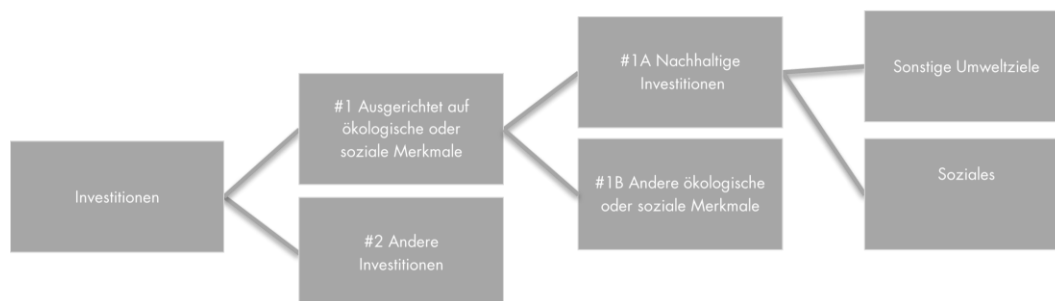 Investitionen
#1 Ausgerichtet auf
ökologische oder
soziale Merkmale
#2 Andere
Investitionen
#1A Nachhaltige
Investitionen
#1B Andere ökologische
oder soziale Merkmale
Sonstige Umweltziele
Soziales